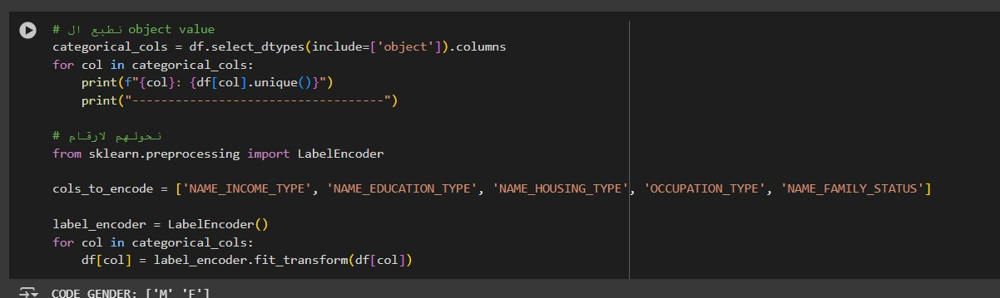 # نطبع ال object value
categorical_cols = df.select_dtypes(include=['object']).columns
for col in categorical_cols:
    print(f"{col}: {df[col].unique()}")
    print("-----------------------------------")
# نحولهم لارقام
from sklearn.preprocessing import LabelEncoder
cols_to_encode = ['NAME_INCOME_TYPE', 'NAME_EDUCATION_TYPE', 'NAME_HOUSING_TYPE', 'OCCUPATION_TYPE', 'NAME_FAMILY_STATUS']
label_encoder = LabelEncoder()
for col in categorical_cols:
    df[col] = label_encoder.fit_transform(df[col])
CODE_GENDER: ['M' 'F']